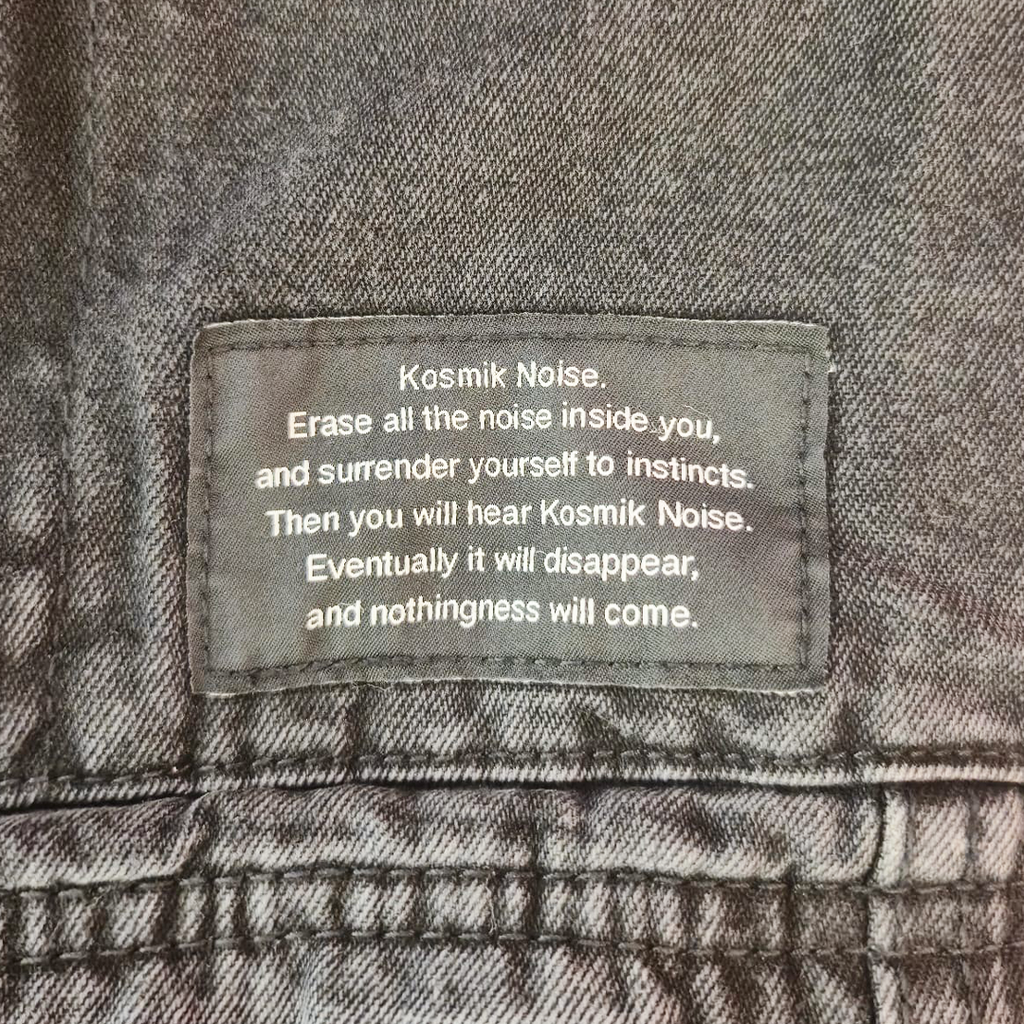 Kosmik Noise.
Erase all the noise inside you,
and surrender yourself to instincts.
Then you will hear Kosmik Noise.
Eventually it will disappear,
and nothingness will come.